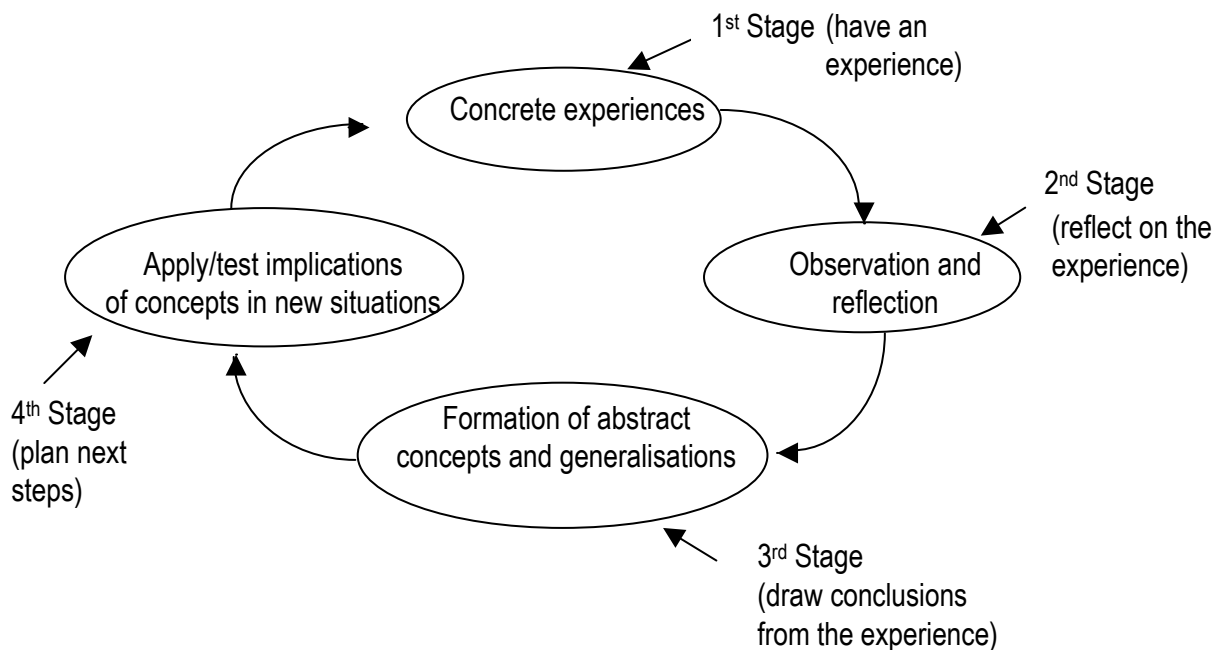 1st Stage (have an
experience)
Concrete experiences
2nd Stage
(reflect on the
experience)
Observation and
reflection
3rd Stage
(draw conclusions
from the experience)
Formation of abstract
concepts and generalisations
4th Stage
(plan next
steps)
Apply/test implications
of concepts in new situations